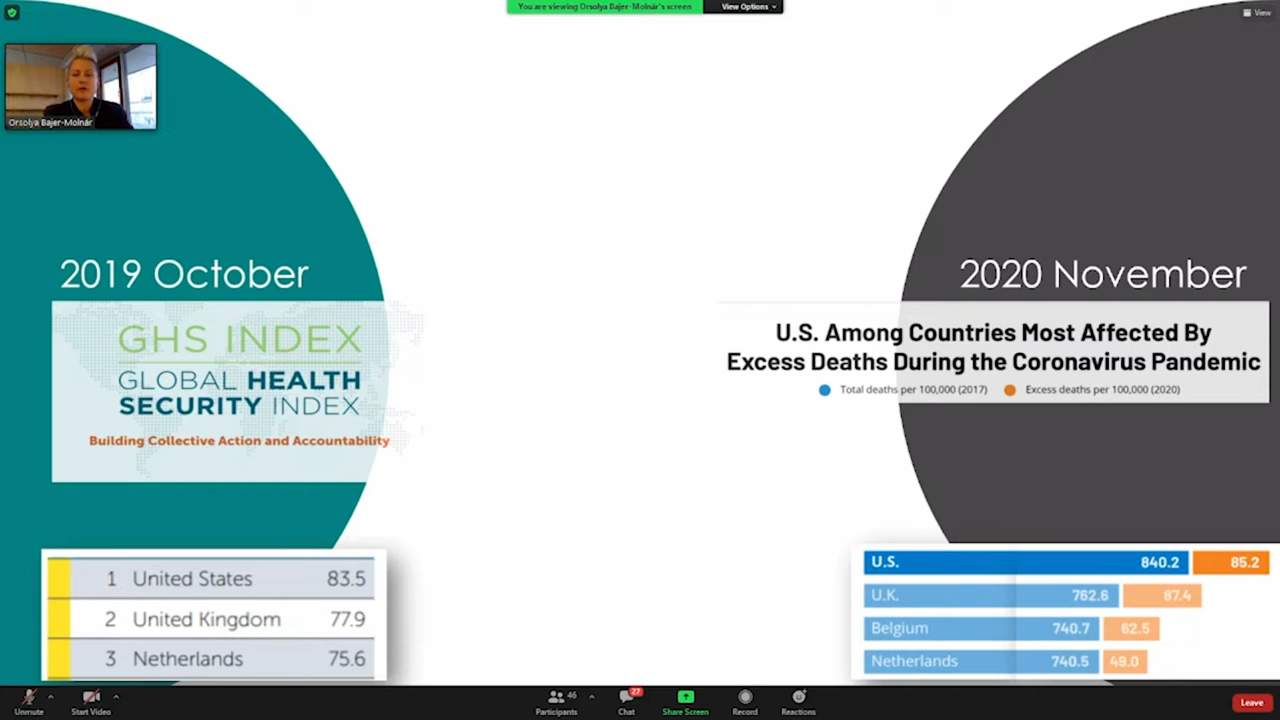 You are viewing Orsolya Bajer-Molnár's screen
View Options
View
Orsolya Bajer-Molnár
2019 October
GHS INDEX
GLOBAL HEALTH
SECURITY INDEX
Building Collective Action and Accountability
1 United States 83.5
2 United Kingdom 77.9
3 Netherlands 75.6
2020 November
U.S. Among Countries Most Affected By
Excess Deaths During the Coronavirus Pandemic
Total deaths per 100,000 (2017) Excess deaths per 100,000 (2020)
U.S. 840.2 85.2
U.K. 762.6 87.4
Belgium 740.7 62.5
Netherlands 740.5 49.0
Unmute
Start Video
46
Participants
27
Chat
Share Screen
Record
Reactions
Leave